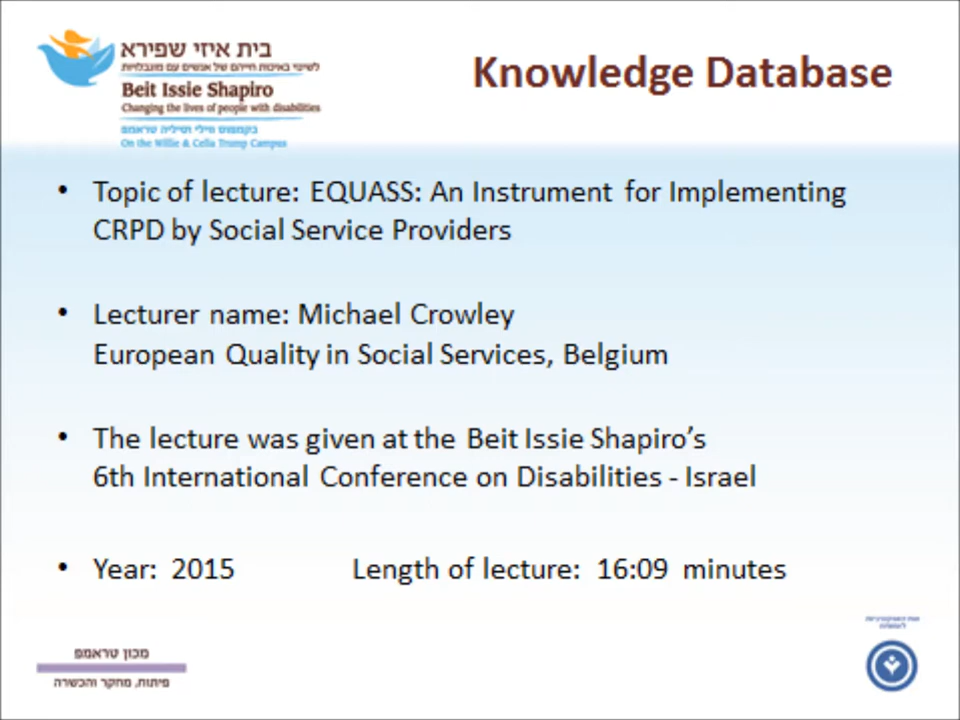 בית איזי שפירא
לשינוי באיכות חייהם של אנשים עם מוגבלויות
Beit Issie Shapiro
Changing the lives of people with disabilities
בקמפוס ווילי וסיליה טראמפ
On the Willie & Celia Trump Campus
Knowledge Database
• Topic of lecture: EQUASS: An Instrument for Implementing
CRPD by Social Service Providers
• Lecturer name: Michael Crowley
European Quality in Social Services, Belgium
• The lecture was given at the Beit Issie Shapiro’s
6th International Conference on Disabilities - Israel
• Year: 2015 Length of lecture: 16:09 minutes
מכון טראמפ
פיתוח, מחקר והכשרה